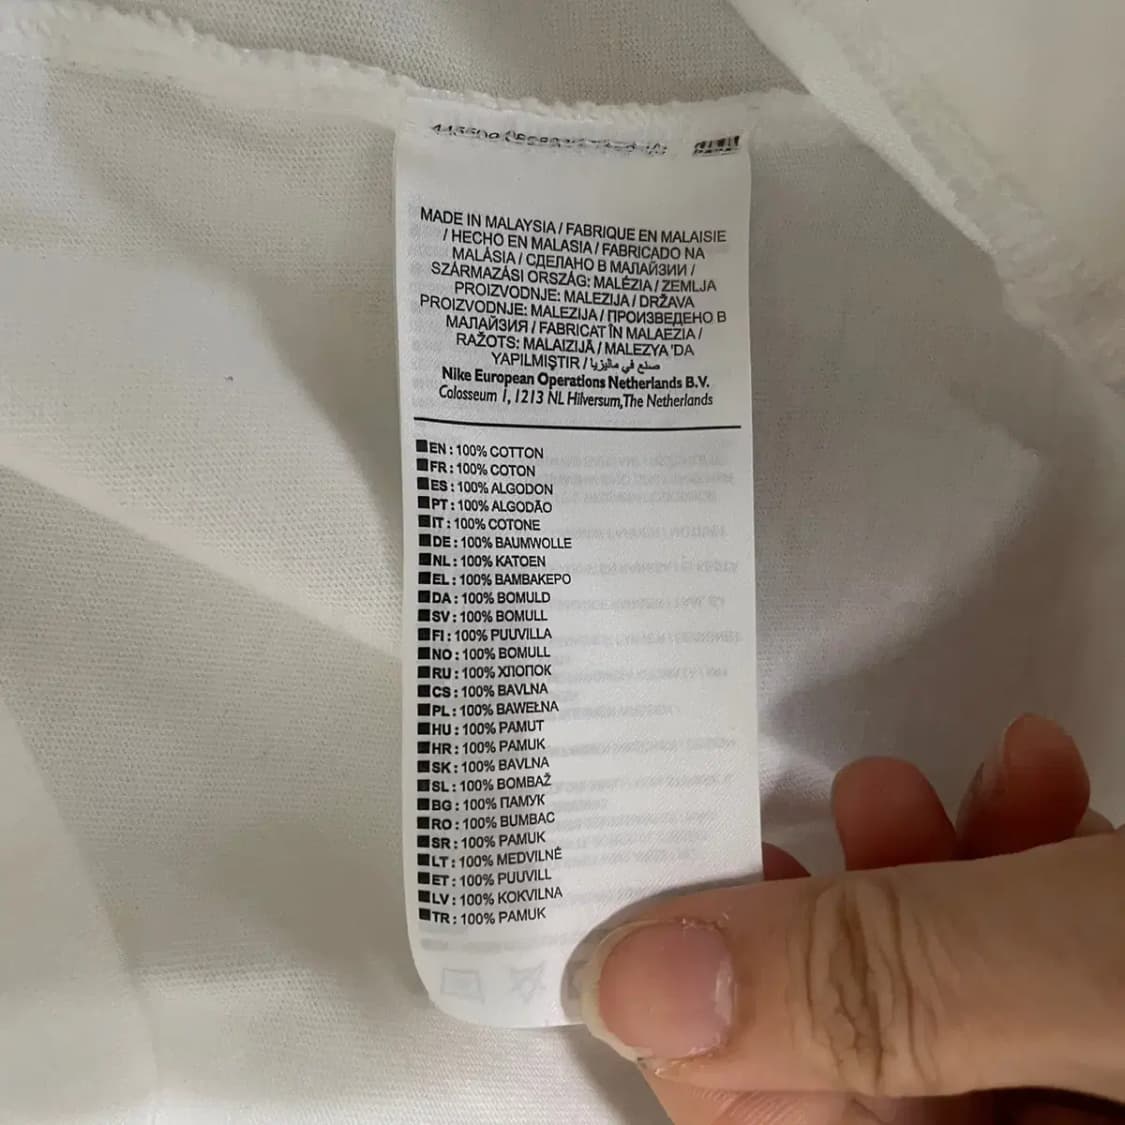 MADE IN MALAYSIA / FABRIQUE EN MALAISIE
/ HECHO EN MALASIA / FABRICADO NA
MALÁSIA / СДЕЛАНО В МАЛАЙЗИИ /
SZÁRMAZÁSI ORSZÁG: MALÉZIA / ZEMLJA
PROIZVODNJE: MALEZIJA / DRŽAVA
PROIZVODNJE: MALEZIJA / ПРОИЗВЕДЕНО В
МАЛАЙЗИЯ / FABRICAT ÎN MALAEZIA /
RAŽOTS: MALAIZIJĀ / MALEZYA 'DA
YAPILMIŞTIR / صنع في ماليزيا
Nike European Operations Netherlands B.V.
Colosseum 1, 1213 NL Hilversum, The Netherlands
EN : 100% COTTON
FR : 100% COTON
ES : 100% ALGODON
PT : 100% ALGODÃO
IT : 100% COTONE
DE : 100% BAUMWOLLE
NL : 100% KATOEN
EL : 100% ΒΑΜΒΑΚΕΡΟ
DA : 100% BOMULD
SV : 100% BOMULL
FI : 100% PUUVILLA
NO : 100% BOMULL
RU : 100% ХЛОПОК
CS : 100% BAVLNA
PL : 100% BAWEŁNA
HU : 100% PAMUT
HR : 100% PAMUK
SK : 100% BAVLNA
SL : 100% BOMBAŽ
BG : 100% ПАМУК
RO : 100% BUMBAC
SR : 100% PAMUK
LT : 100% MEDVILNĖ
ET : 100% PUUVILL
LV : 100% KOKVILNA
TR : 100% PAMUK